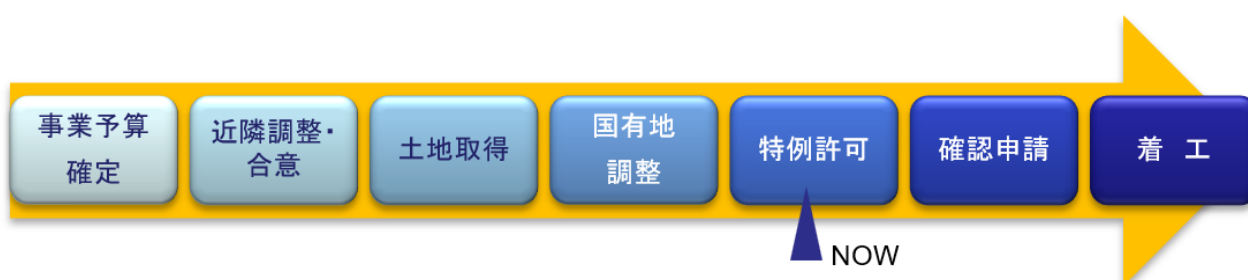 事業予算
確定
近隣調整・
合意
土地取得
国有地
調整
特例許可
確認申請
着 工
NOW